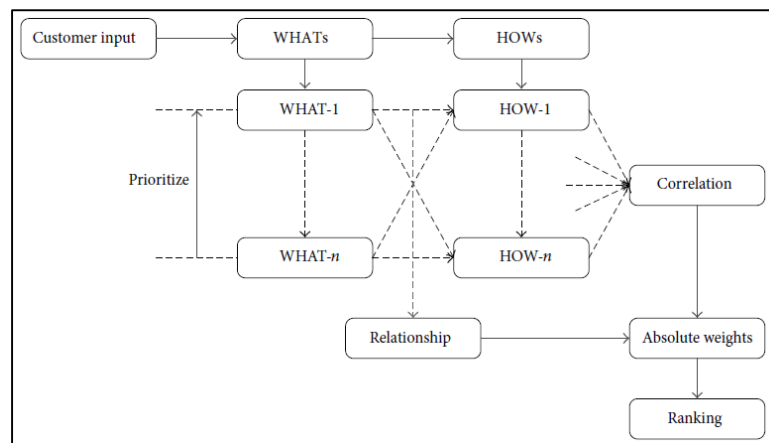 Customer input
WHATs
HOWs
WHAT-1
HOW-1
Prioritize
Correlation
WHAT-n
HOW-n
Relationship
Absolute weights
Ranking